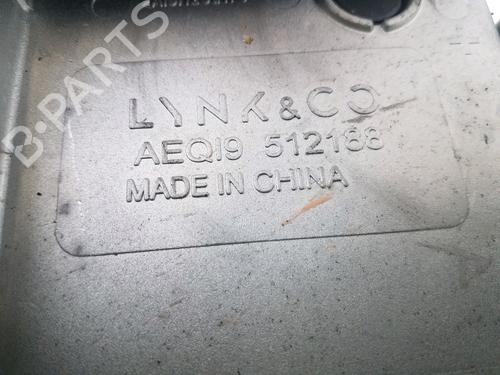 LYNK&CO
AEQI9 512188
MADE IN CHINA
B-PARTS